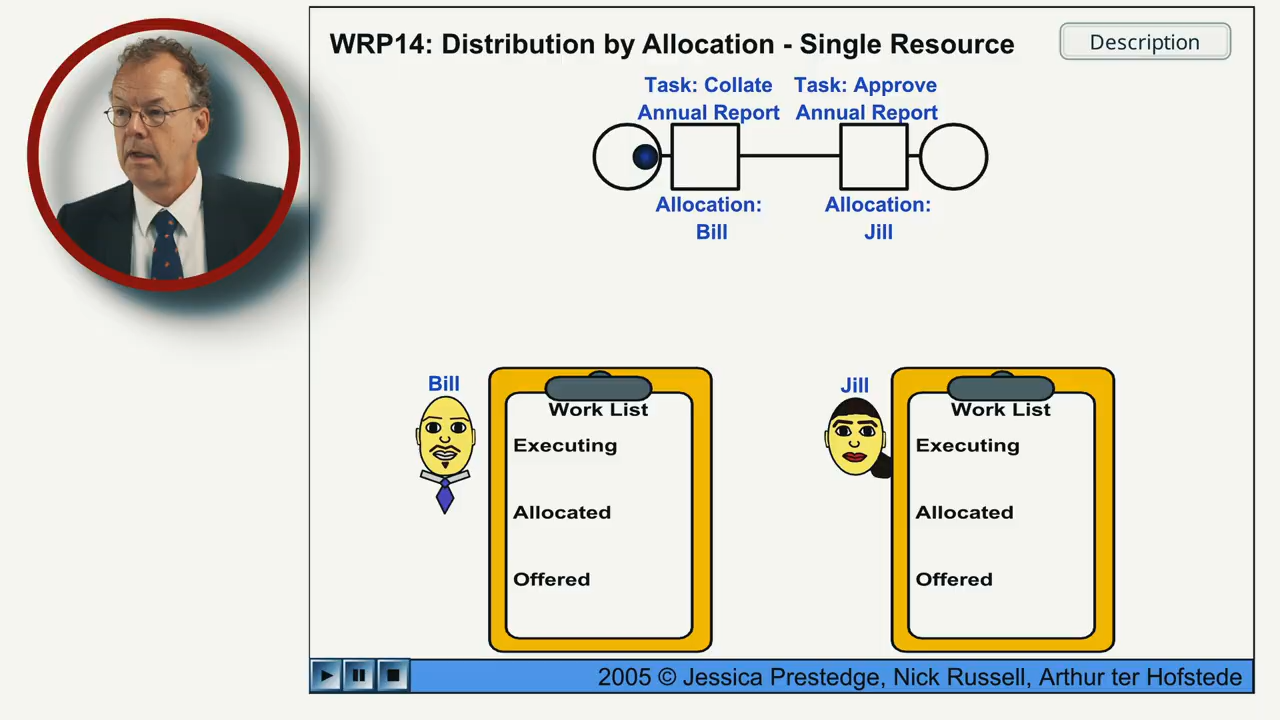 WRP14: Distribution by Allocation - Single Resource
Description
Task: Collate
Annual Report
Task: Approve
Annual Report
Allocation:
Bill
Allocation:
Jill
Bill
Work List
Executing
Allocated
Offered
Jill
Work List
Executing
Allocated
Offered
2005 © Jessica Prestedge, Nick Russell, Arthur ter Hofstede